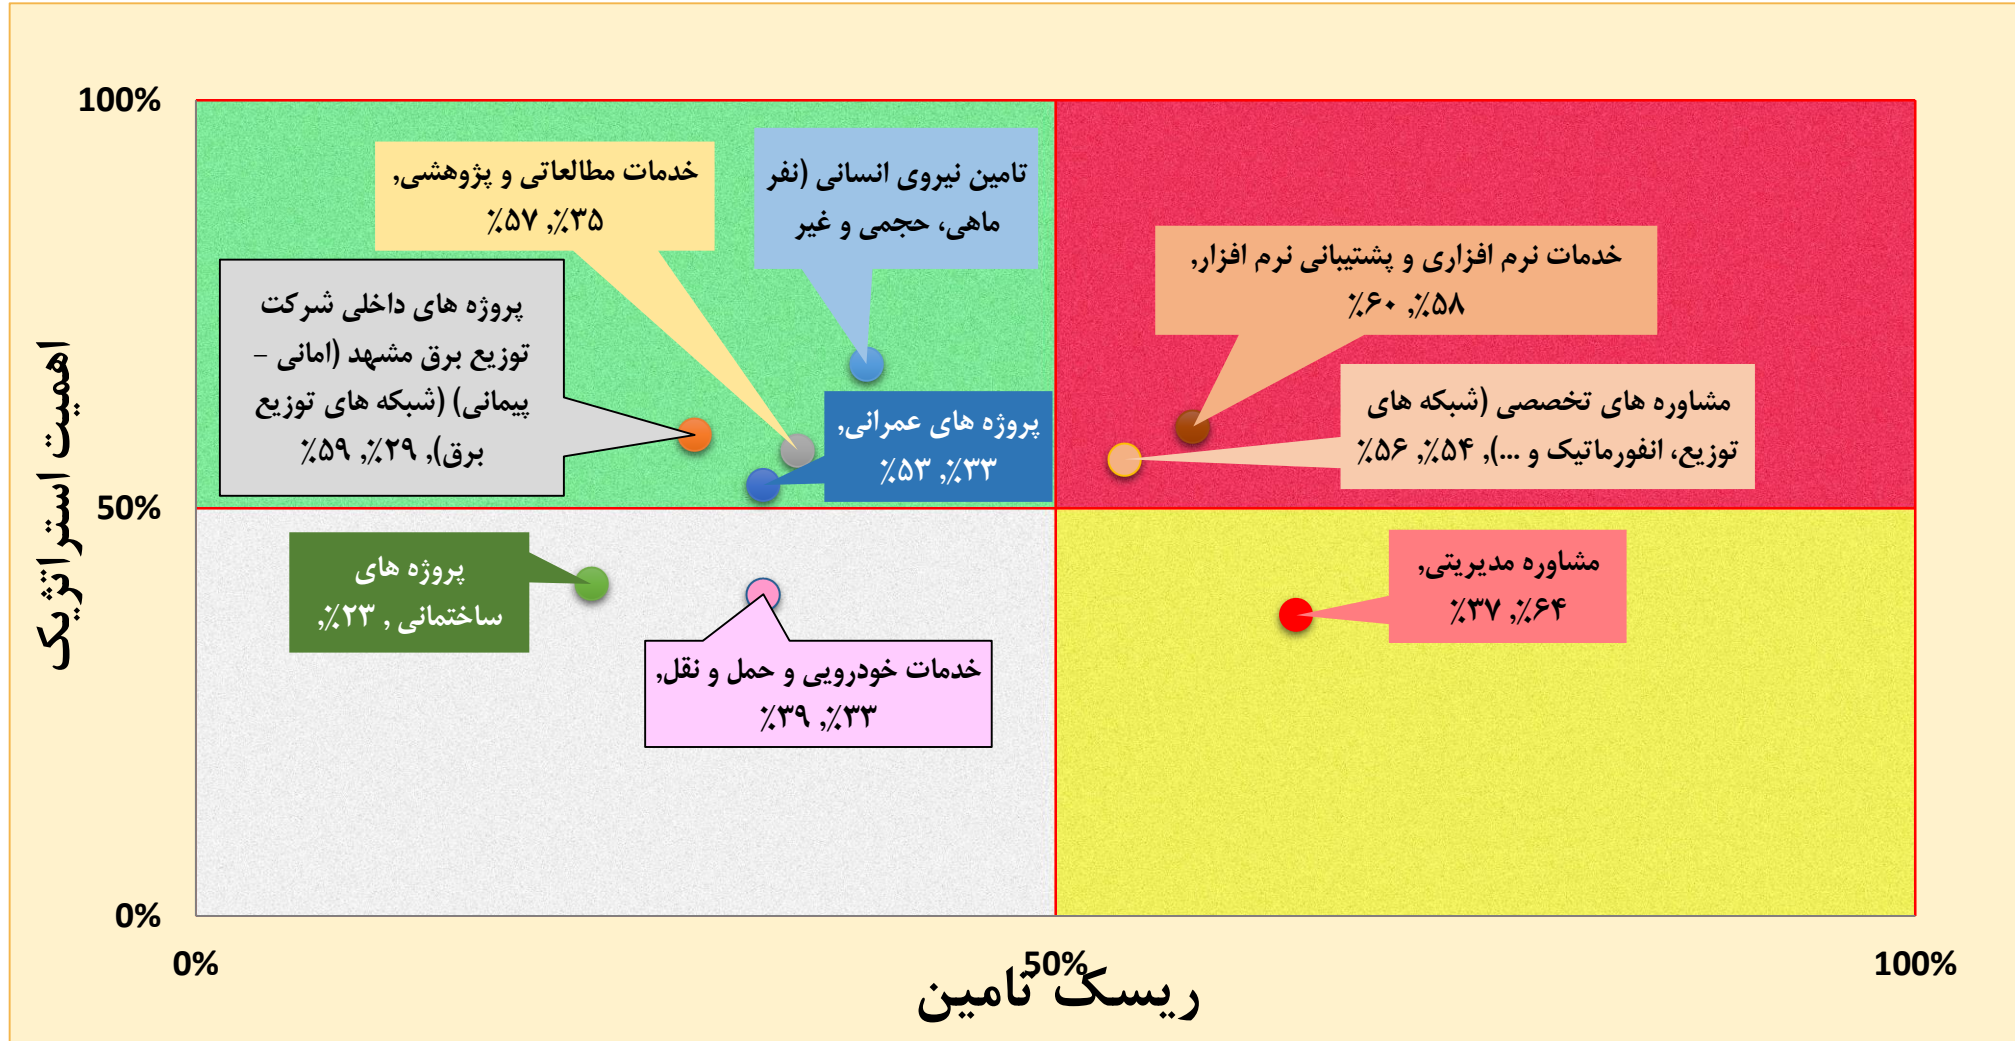 100%
50%
0%
0%
50%
100%
اهمیت استراتژیک
ریسک تامین
خدمات مطالعاتی و پژوهشی,
۳۵٪, ۵۷٪
تامین نیروی انسانی (نفر
ماهی، حجمی و غیر
پروژه های داخلی شرکت
توزیع برق مشهد (امانی –
پیمانی) (شبکه های توزیع
برق), ۲۹٪, ۵۹٪
پروژه های عمرانی,
۳۳٪, ۵۳٪
خدمات نرم افزاری و پشتیبانی نرم افزار,
۵۸٪, ۶۰٪
مشاوره های تخصصی (شبکه های
توزیع، انفورماتیک و ...), ۵۴٪, ۵۶٪
پروژه های
ساختمانی , ۲۳٪,
خدمات خودرویی و حمل و نقل,
۳۳٪, ۳۹٪
مشاوره مدیریتی,
۶۴٪, ۳۷٪